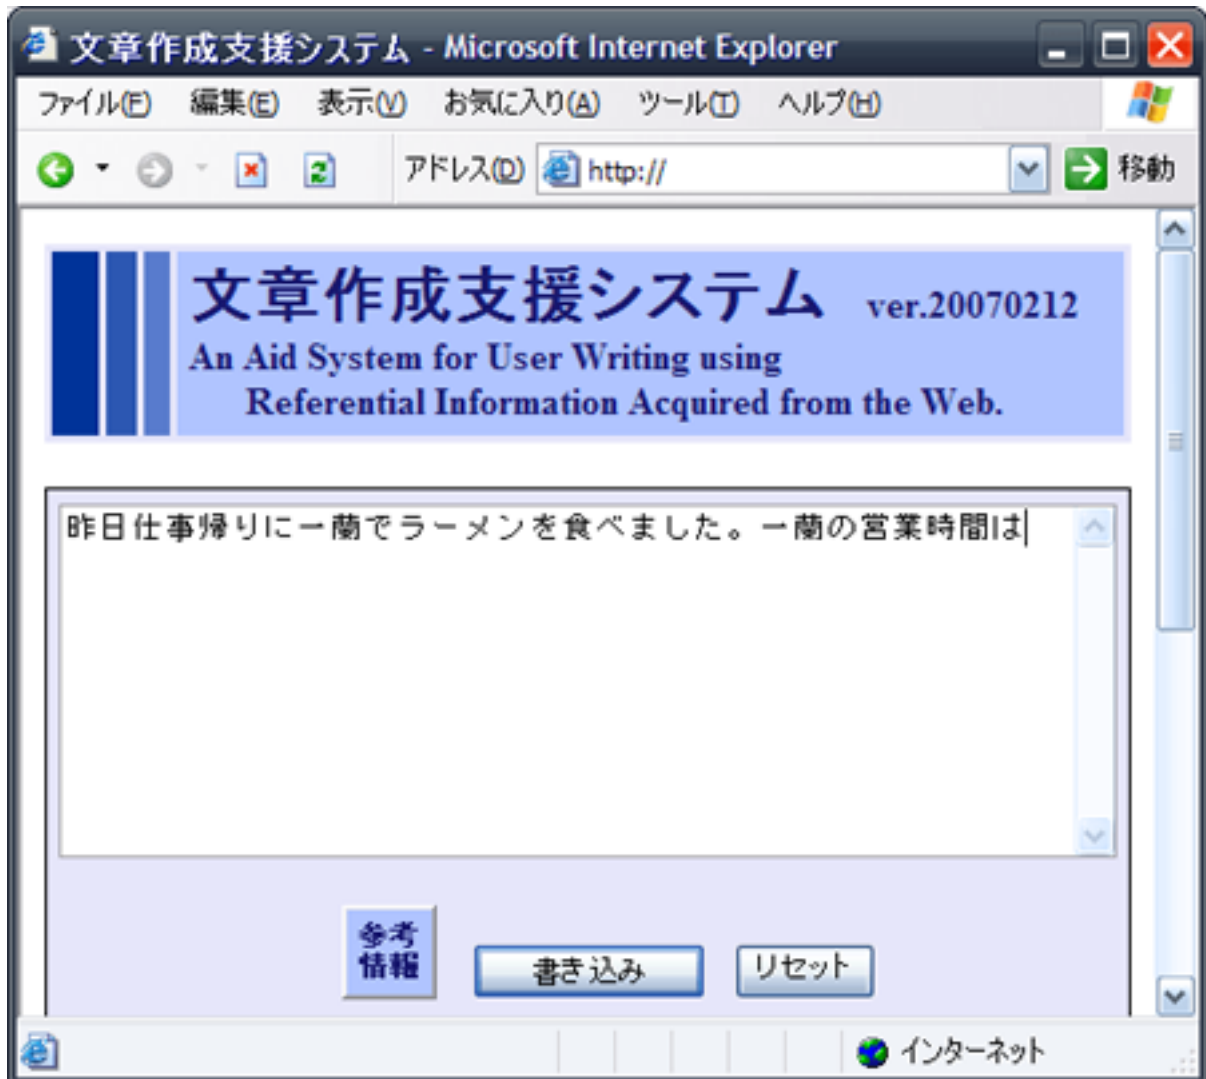 文章作成支援システム - Microsoft Internet Explorer
ファイル(F) 編集(E) 表示(V) お気に入り(A) ツール(T) ヘルプ(H)
アドレス(D) http:// 移動
文章作成支援システム ver.20070212
An Aid System for User Writing using
Referential Information Acquired from the Web.
昨日仕事帰りに一蘭でラーメンを食べました。一蘭の営業時間は
参考
情報
書き込み リセット
インターネット